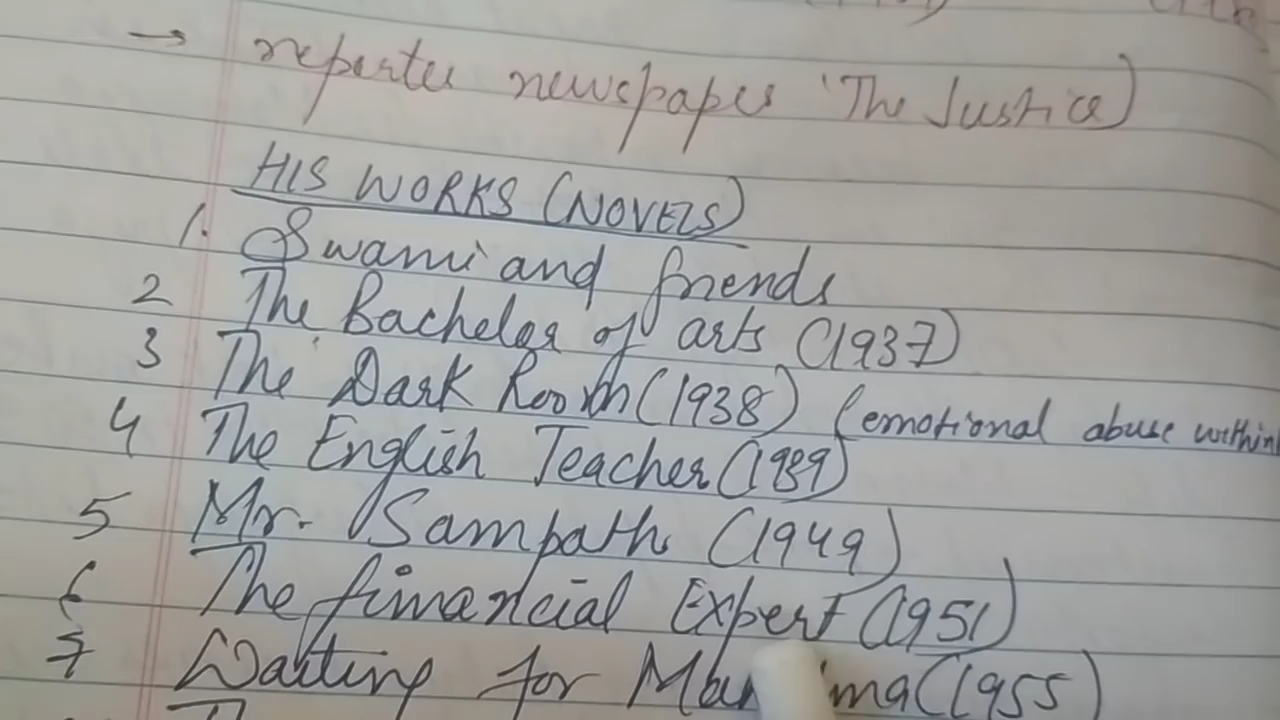 → reporter newspaper 'The Justice)
HIS WORKS (NOVELS)
1. Swami and friends
2 The Bachelor of arts (1937)
3 The Dark Room (1938) (emotional abuse within
4 The English Teacher (1989)
5 Mr. Sampath (1949)
6 The financial Expert (1951)
7 Waiting for (1955)